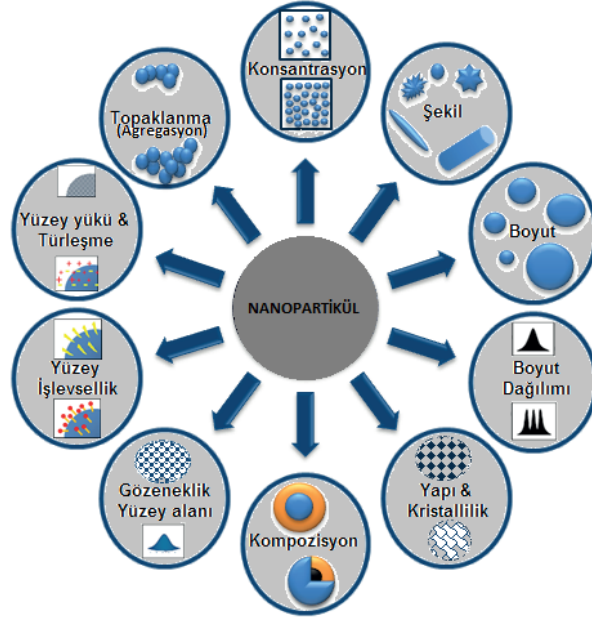 Konsantrasyon
Şekil
Boyut
Boyut
Dağılımı
Yapı &
Kristallilik
Kompozisyon
Gözeneklik
Yüzey alanı
Yüzey
İşlevsellik
Yüzey yükü &
Türleşme
Topaklanma
(Agregasyon)
NANOPARTİKÜL